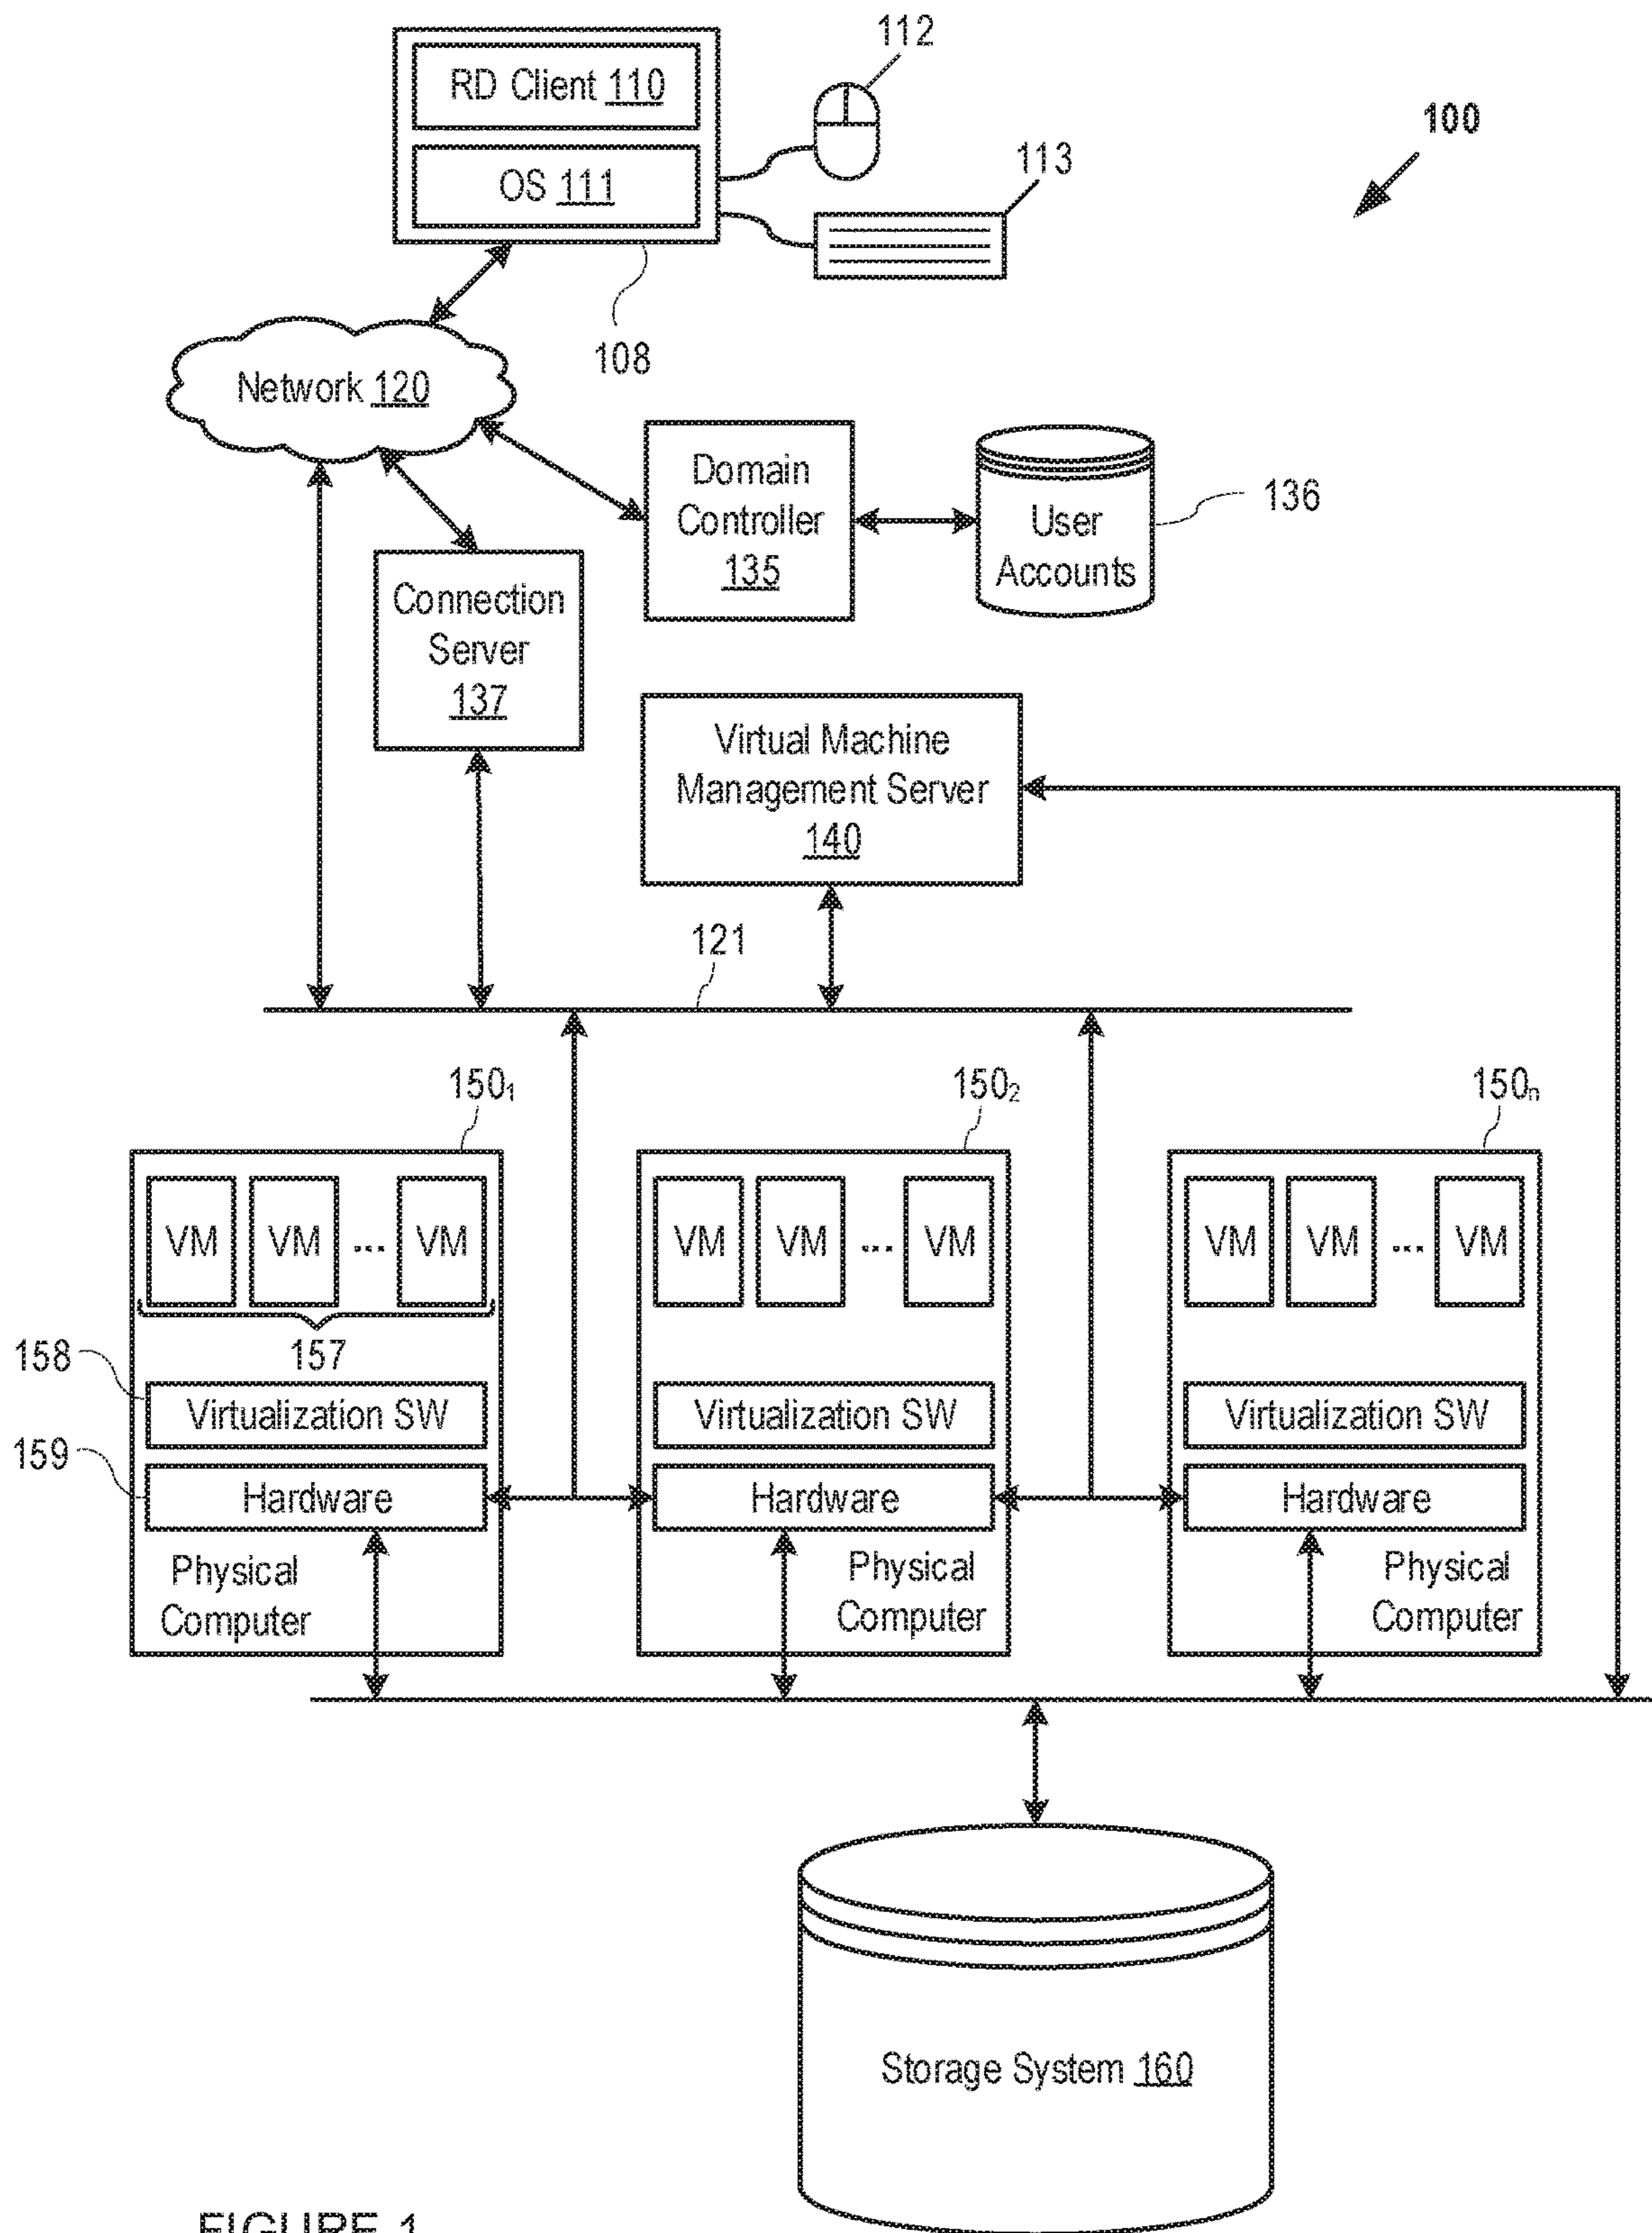 112
RD Client 110
100
113
OS 111
108
Network 120
Domain
Controller
135
User
Accounts
136
Connection
Server
137
Virtual Machine
Management Server
140
121
150₁
150₂
150ₙ
VM VM ... VM
VM VM ... VM
VM VM ... VM
157
158
Virtualization SW
Virtualization SW
Virtualization SW
159
Hardware
Hardware
Hardware
Physical
Computer
Physical
Computer
Physical
Computer
Storage System 160
FIGURE 1